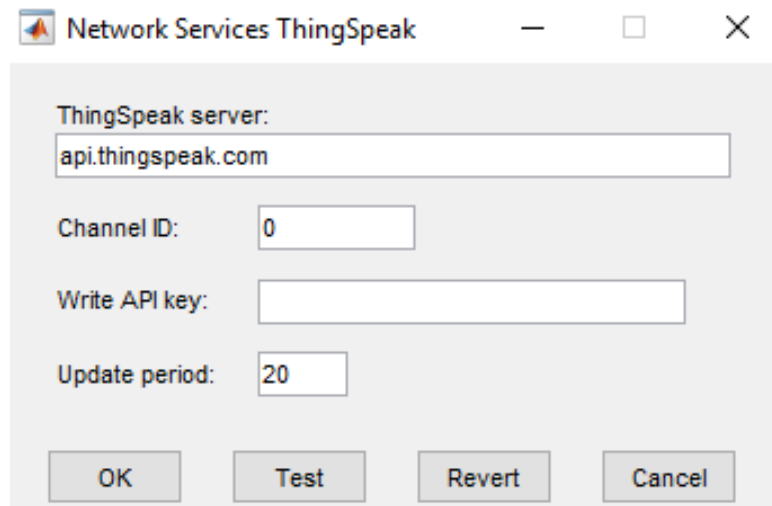 Network Services ThingSpeak
ThingSpeak server:
api.thingspeak.com
Channel ID: 0
Write API key:
Update period: 20
OK Test Revert Cancel